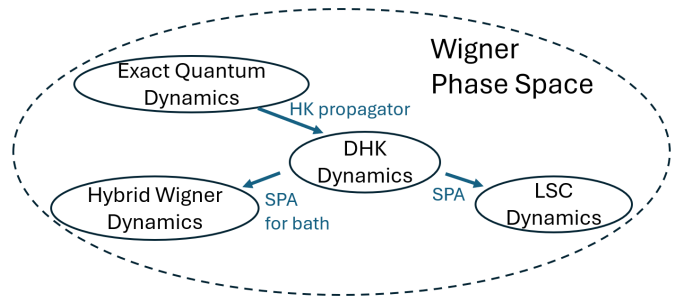 Wigner
Phase Space
Exact Quantum
Dynamics
HK propagator
DHK
Dynamics
Hybrid Wigner
Dynamics
SPA
for bath
SPA
LSC
Dynamics